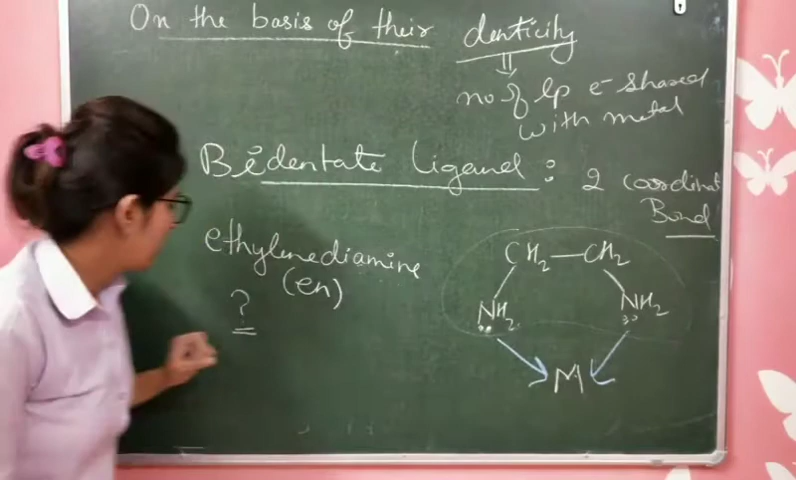 On the basis of their denticity
no of lp e- shared
with metal
Bidentate Ligand : 2 coordinat
Bond
ethylenediamine
(en)
?
CH2—CH2
NH2 NH2
M